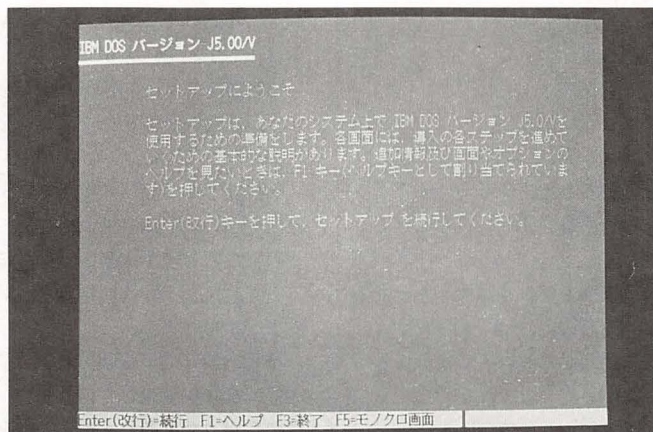 IBM DOS バージョン J5.00/V
セットアップにようこそ
セットアップは、あなたのシステム上で IBM DOS バージョン J5.0/Vを
使用するための準備をします。各画面には、導入の各ステップを進めて
いくための基本的な説明があります。追加情報及び画面やオプションの
ヘルプを見たいときは、F1 キー(ヘルプキーとして割り当てられていま
す)を押してください。
Enter(改行)キーを押して、セットアップ を続行してください。
Enter(改行)=続行 F1=ヘルプ F3=終了 F5=モノクロ画面